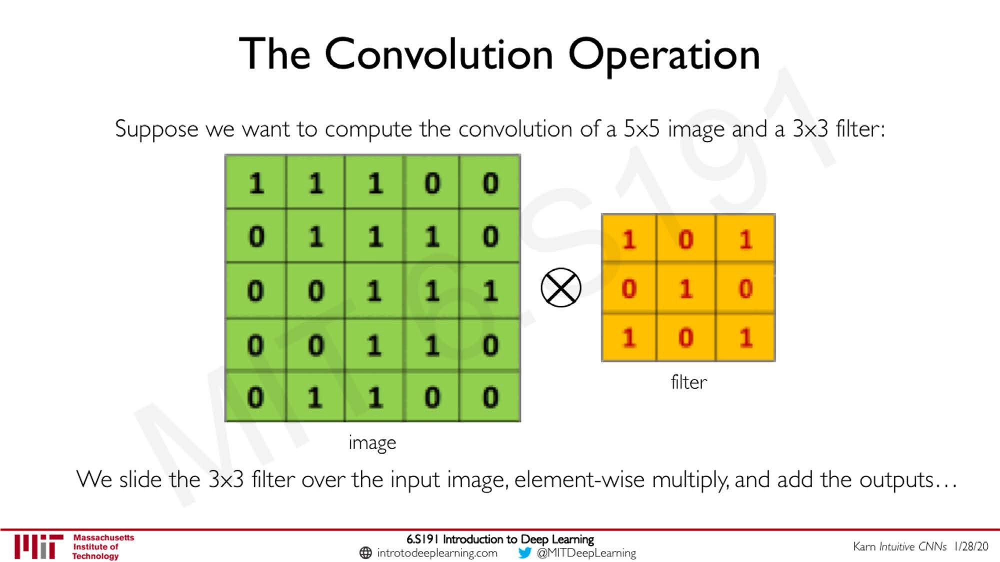 The Convolution Operation
Suppose we want to compute the convolution of a 5x5 image and a 3x3 filter:
1 1 1 0 0
0 1 1 1 0
0 0 1 1 1
0 0 1 1 0
0 1 1 0 0
image
1 0 1
0 1 0
1 0 1
filter
We slide the 3x3 filter over the input image, element-wise multiply, and add the outputs…
MIT 6.S191
Massachusetts
Institute of
Technology
6.S191 Introduction to Deep Learning
introtodeeplearning.com @MITDeepLearning
Karn Intuitive CNNs 1/28/20